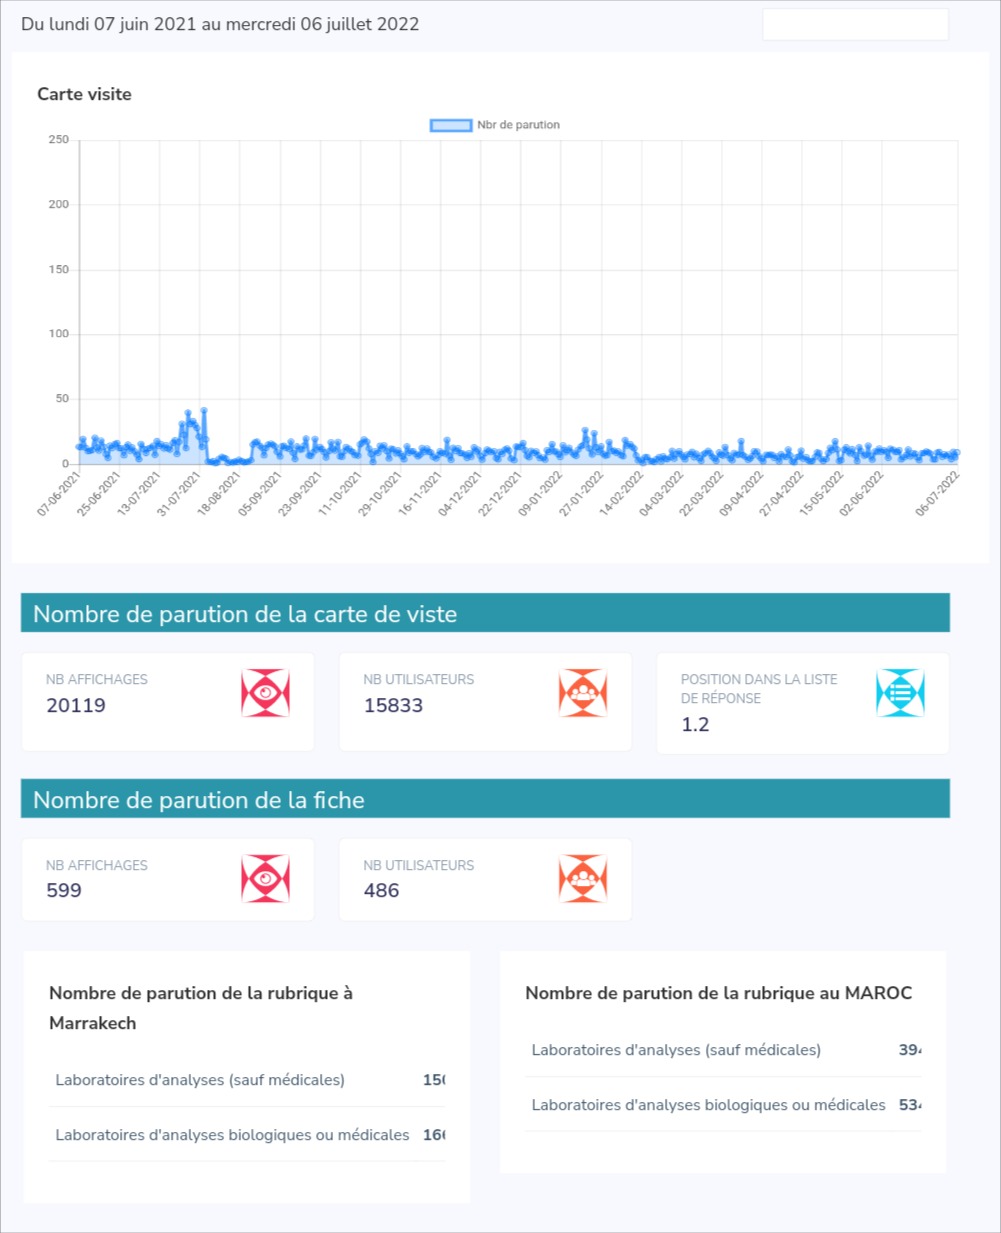 Du lundi 07 juin 2021 au mercredi 06 juillet 2022
Carte visite
Nbr de parution
250
200
150
100
50
0
07-06-2021
25-06-2021
13-07-2021
31-07-2021
18-08-2021
05-09-2021
23-09-2021
11-10-2021
29-10-2021
16-11-2021
04-12-2021
22-12-2021
09-01-2022
27-01-2022
14-02-2022
04-03-2022
22-03-2022
09-04-2022
27-04-2022
15-05-2022
02-06-2022
06-07-2022
Nombre de parution de la carte de viste
NB AFFICHAGES
20119
NB UTILISATEURS
15833
POSITION DANS LA LISTE
DE RÉPONSE
1.2
Nombre de parution de la fiche
NB AFFICHAGES
599
NB UTILISATEURS
486
Nombre de parution de la rubrique à
Marrakech
Laboratoires d'analyses (sauf médicales)
Laboratoires d'analyses biologiques ou médicales
Nombre de parution de la rubrique au MAROC
Laboratoires d'analyses (sauf médicales)
Laboratoires d'analyses biologiques ou médicales